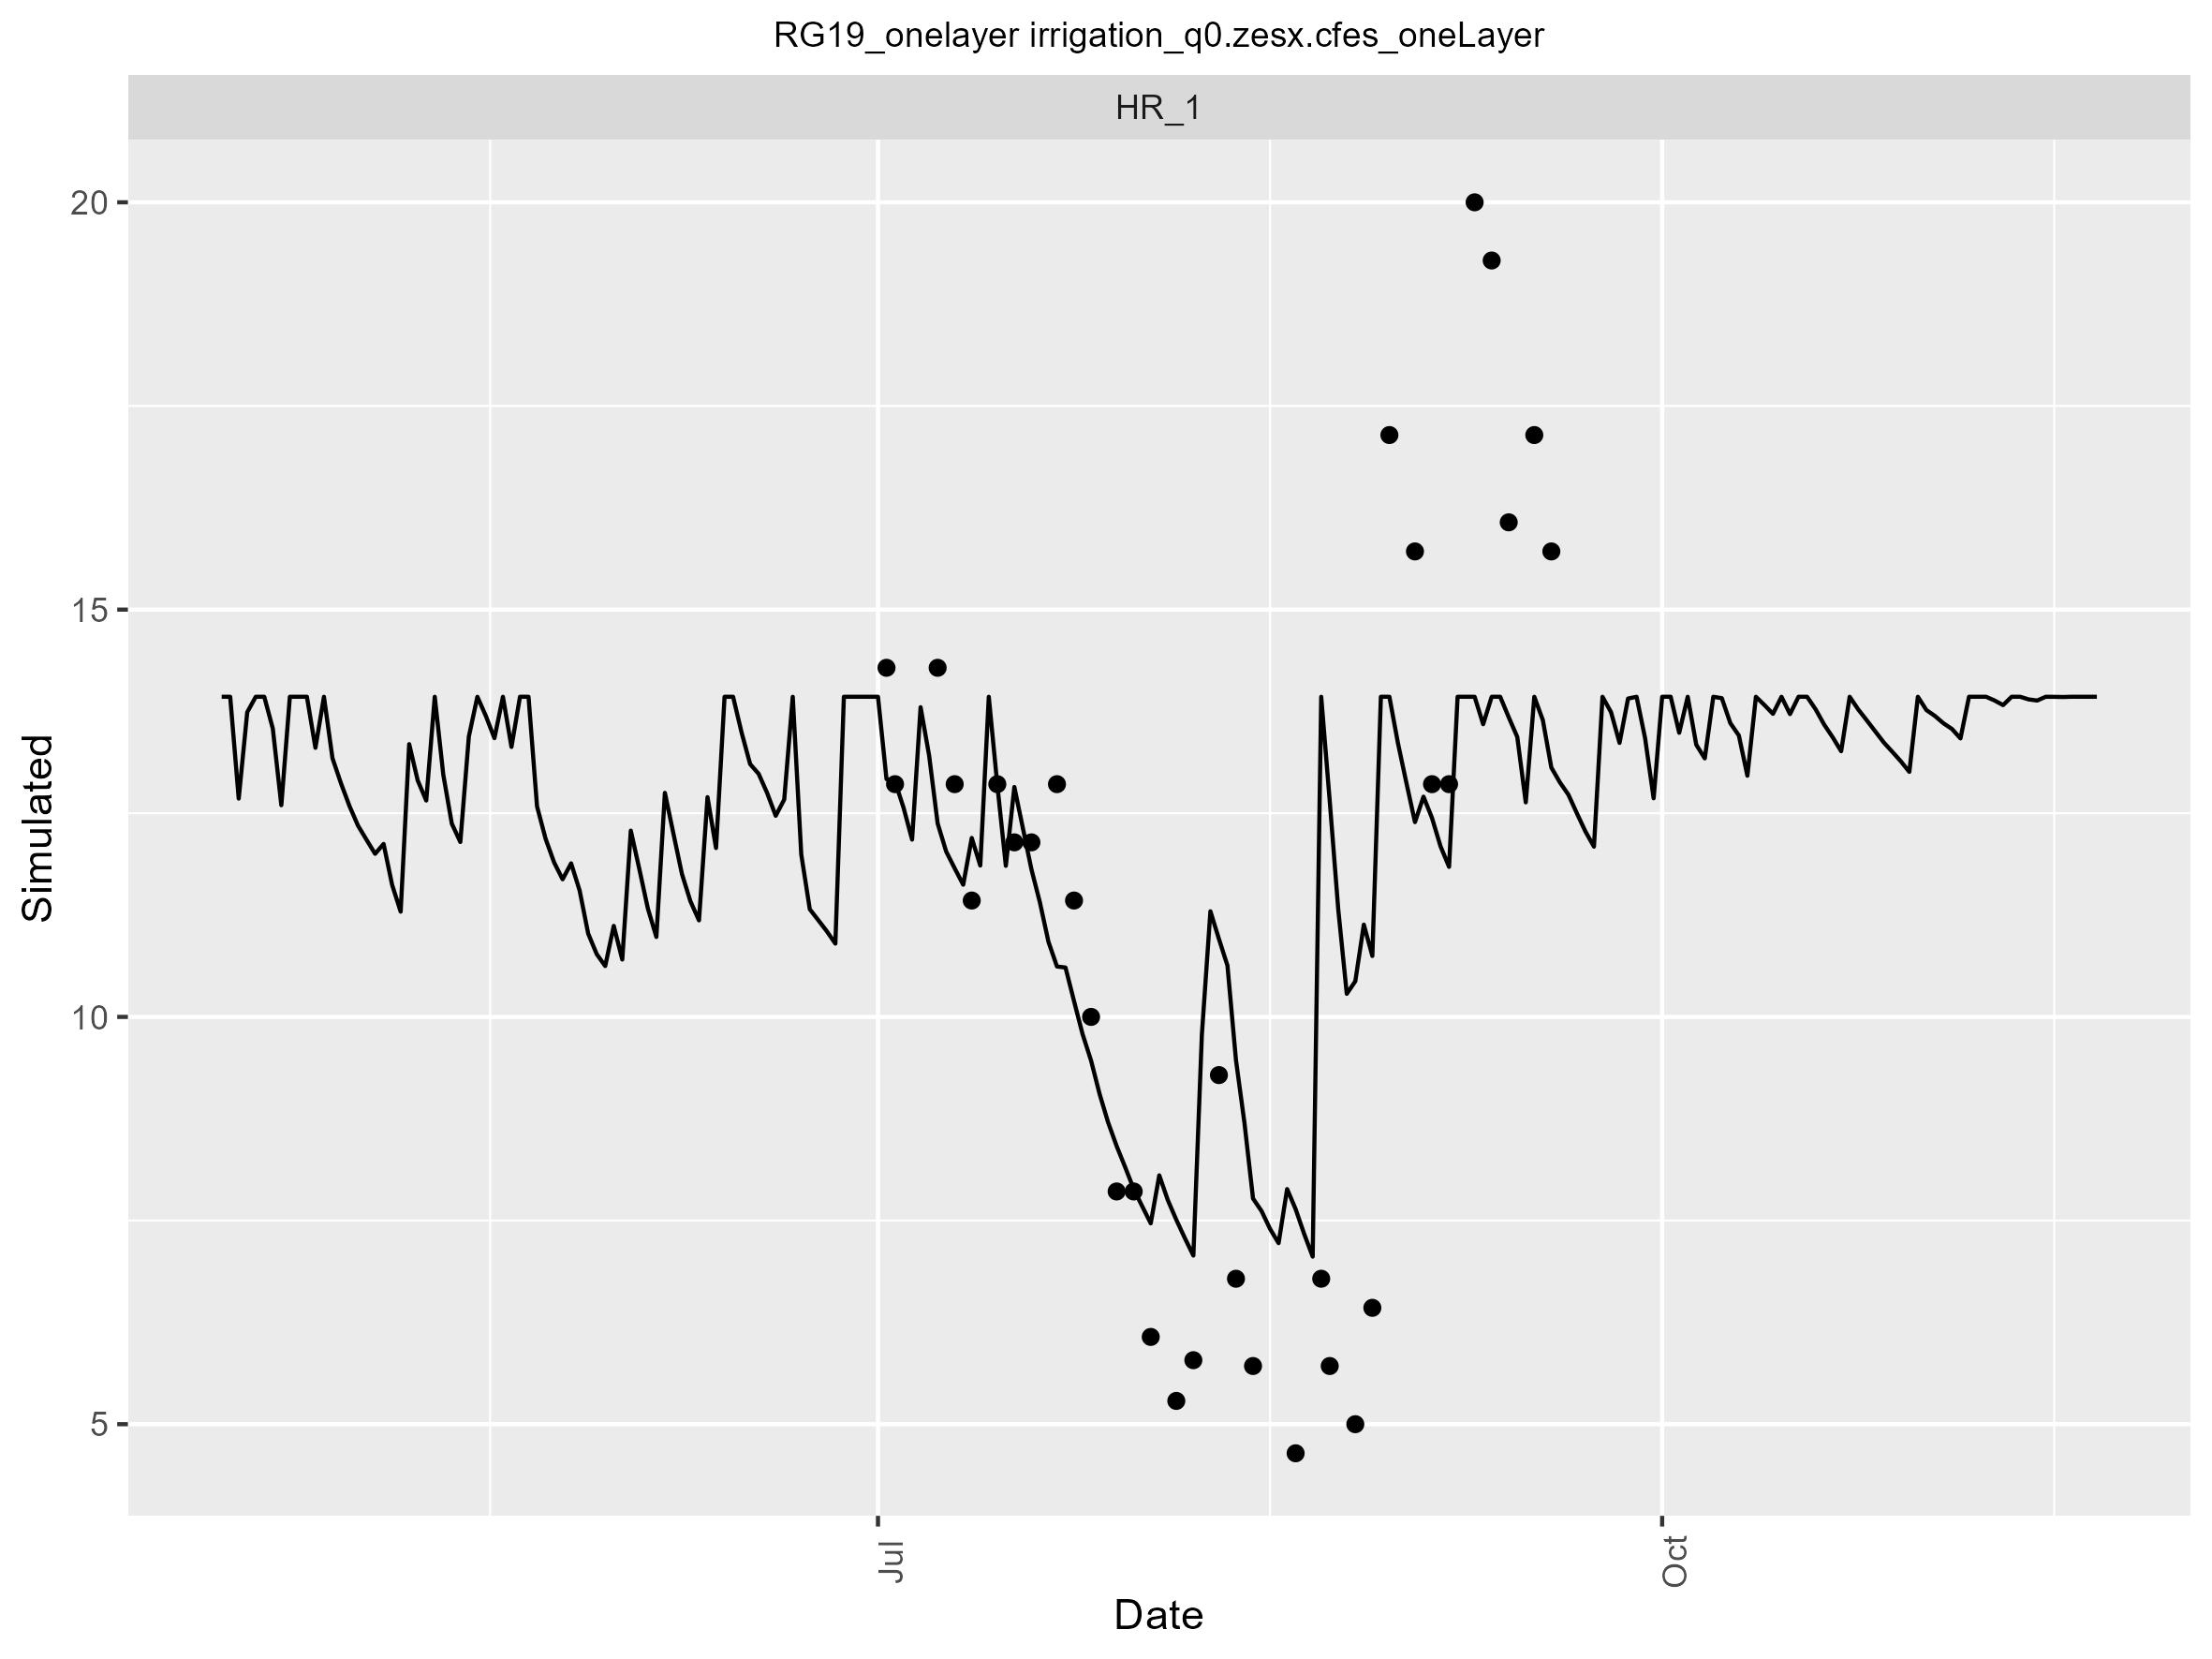 RG19_onelayer irrigation_q0.zesx.cfes_oneLayer
HR_1
20
15
10
5
Simulated
Jul
Oct
Date